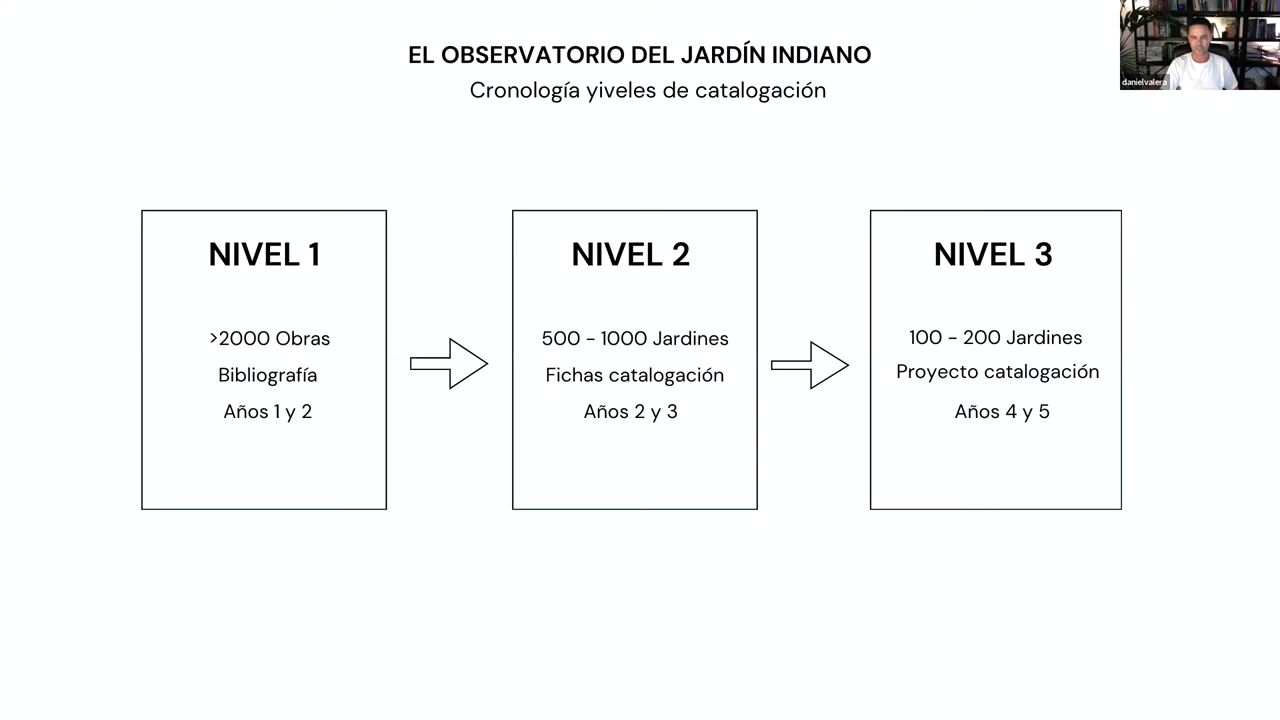 EL OBSERVATORIO DEL JARDÍN INDIANO
Cronología yiveles de catalogación
danielvalera
NIVEL 1
>2000 Obras
Bibliografía
Años 1 y 2
NIVEL 2
500 - 1000 Jardines
Fichas catalogación
Años 2 y 3
NIVEL 3
100 - 200 Jardines
Proyecto catalogación
Años 4 y 5